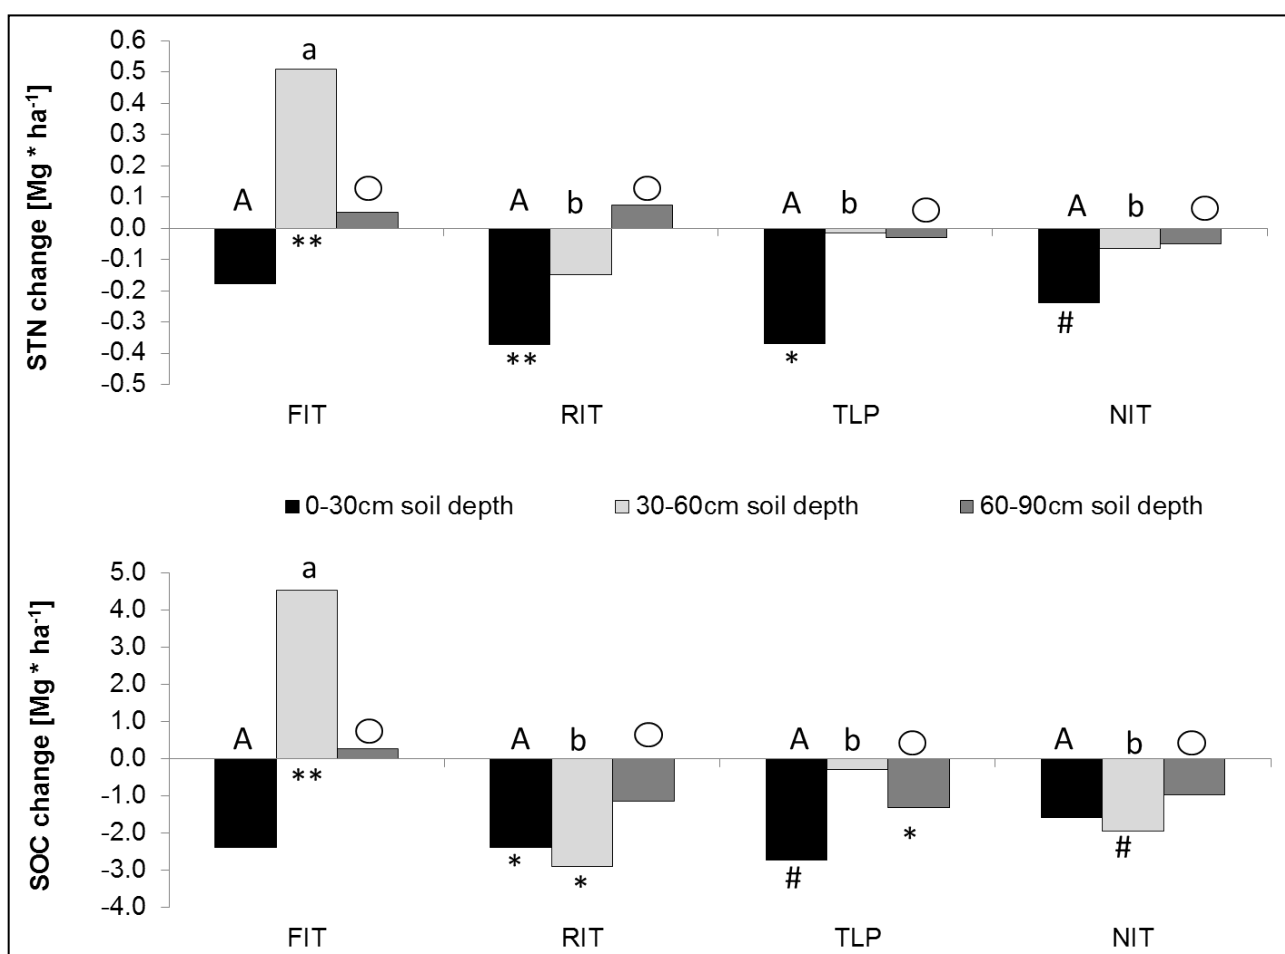 STN change [Mg * ha-1]
0.6
0.5
0.4
0.3
0.2
0.1
0.0
-0.1
-0.2
-0.3
-0.4
-0.5
a
A A b A b A b
** ** * #
FIT RIT TLP NIT
0-30cm soil depth 30-60cm soil depth 60-90cm soil depth
SOC change [Mg * ha-1]
5.0
4.0
3.0
2.0
1.0
0.0
-1.0
-2.0
-3.0
-4.0
a
A A b A b A b
** * * # * #
FIT RIT TLP NIT